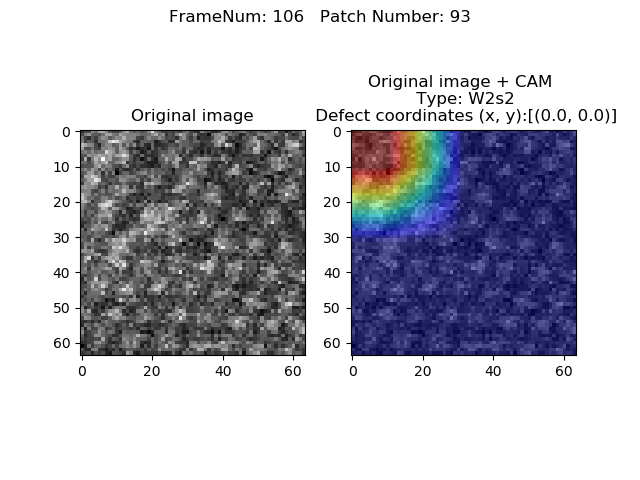 FrameNum: 106   Patch Number: 93
Original image
Original image + CAM
Type: W2s2
Defect coordinates (x, y):[(0.0, 0.0)]
0
10
20
30
40
50
60
0 20 40 60
0
10
20
30
40
50
60
0 20 40 60